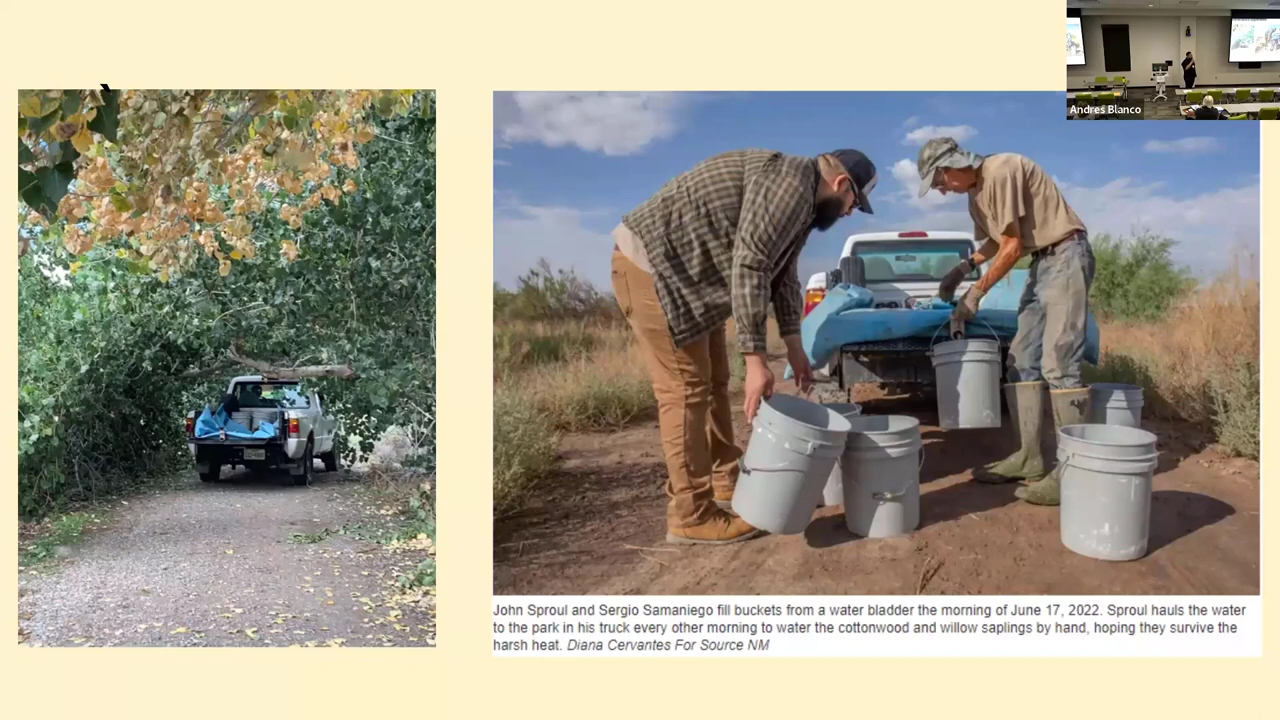 Andres Blanco
John Sproul and Sergio Samaniego fill buckets from a water bladder the morning of June 17, 2022. Sproul hauls the water
to the park in his truck every other morning to water the cottonwood and willow saplings by hand, hoping they survive the
harsh heat. Diana Cervantes For Source NM